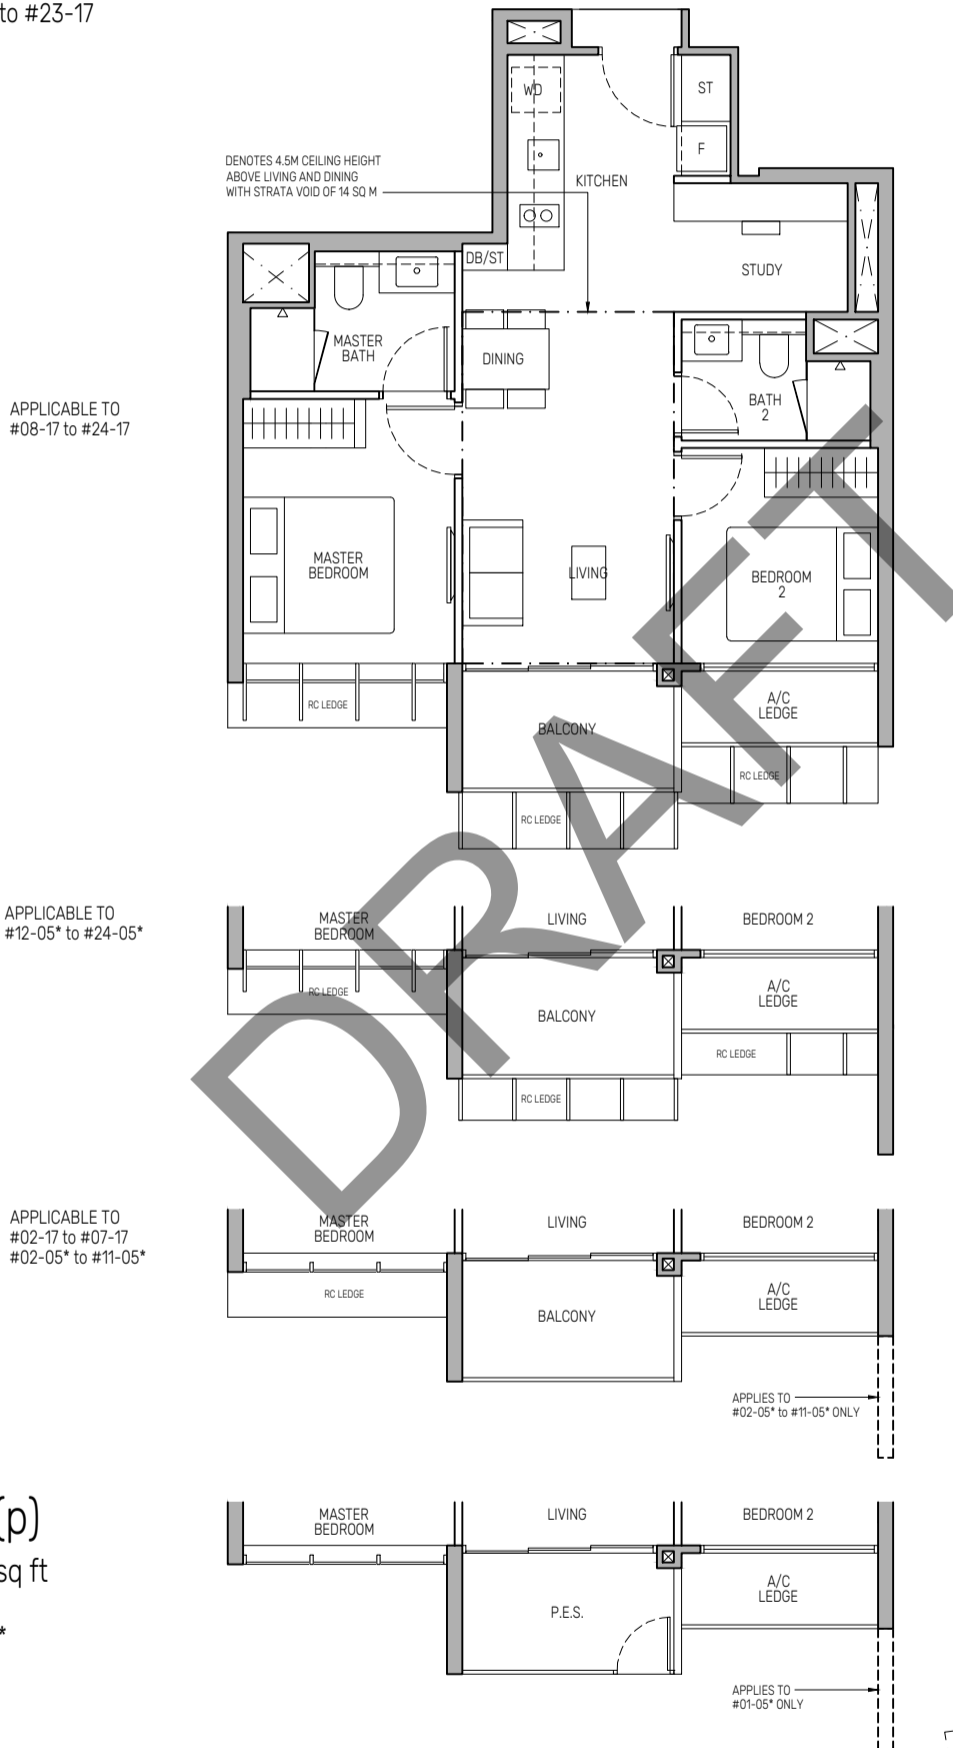 to #23-17
WD
ST
F
KITCHEN
DENOTES 4.5M CEILING HEIGHT
ABOVE LIVING AND DINING
WITH STRATA VOID OF 14 SQ M
DB/ST
STUDY
MASTER
BATH
DINING
BATH
2
APPLICABLE TO
#08-17 to #24-17
MASTER
BEDROOM
LIVING
BEDROOM
2
RC LEDGE
BALCONY
A/C
LEDGE
RC LEDGE
RC LEDGE
DRAFT
APPLICABLE TO
#12-05* to #24-05*
MASTER
BEDROOM
LIVING
BEDROOM 2
RC LEDGE
BALCONY
A/C
LEDGE
RC LEDGE
RC LEDGE
APPLICABLE TO
#02-17 to #07-17
#02-05* to #11-05*
MASTER
BEDROOM
LIVING
BEDROOM 2
RC LEDGE
BALCONY
A/C
LEDGE
APPLIES TO
#02-05* to #11-05* ONLY
(p)
sq ft
*
MASTER
BEDROOM
LIVING
BEDROOM 2
P.E.S.
A/C
LEDGE
APPLIES TO
#01-05* ONLY